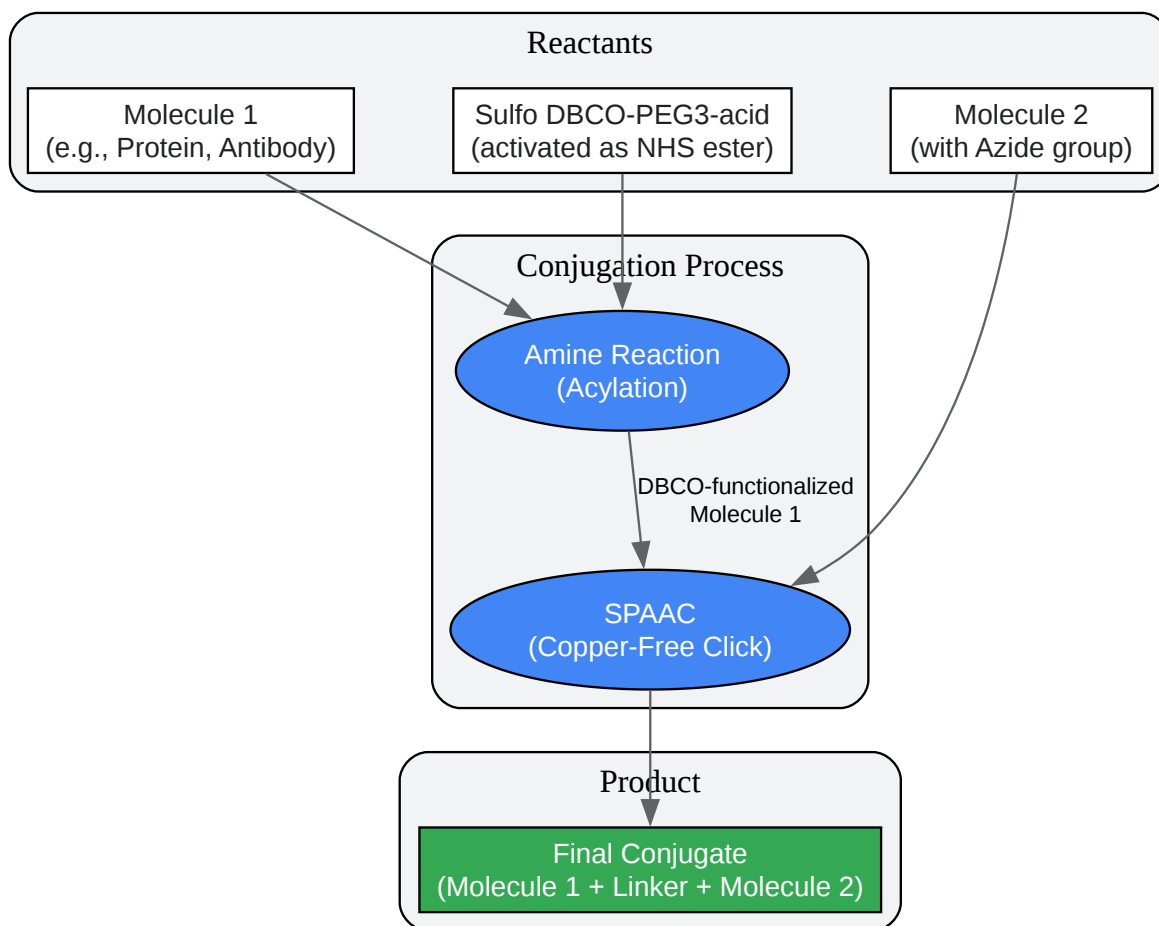 Reactants
Molecule 1
(e.g., Protein, Antibody)
Sulfo DBCO-PEG3-acid
(activated as NHS ester)
Molecule 2
(with Azide group)
Conjugation Process
Amine Reaction
(Acylation)
DBCO-functionalized
Molecule 1
SPAAC
(Copper-Free Click)
Product
Final Conjugate
(Molecule 1 + Linker + Molecule 2)